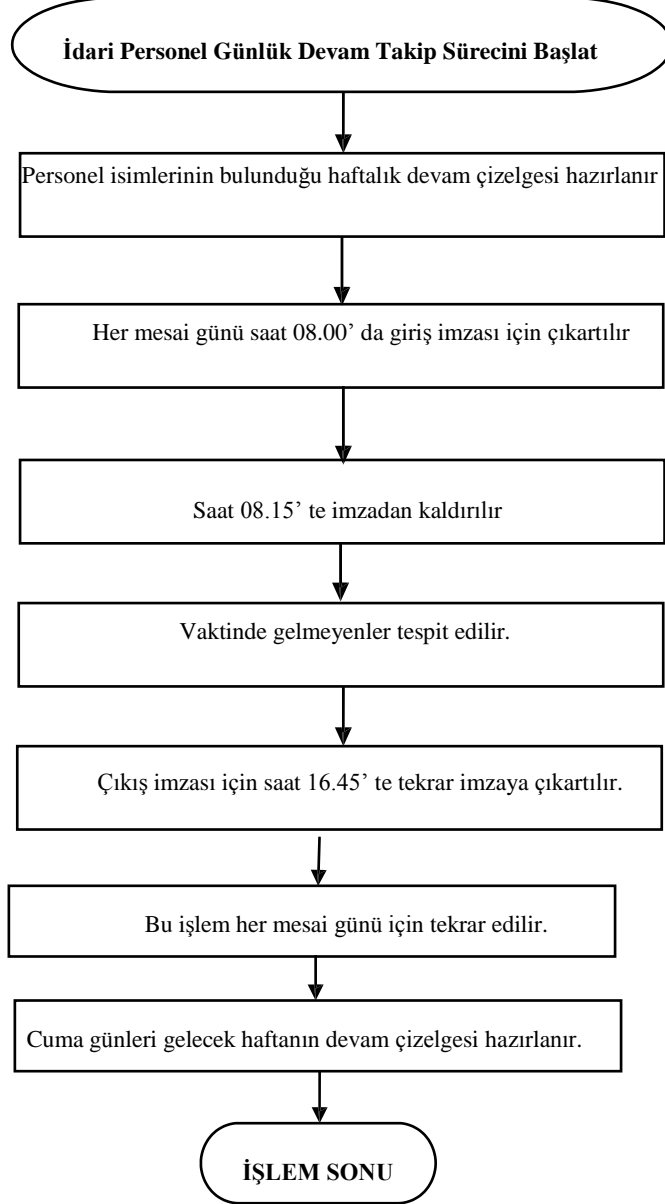 İdari Personel Günlük Devam Takip Sürecini Başlat
Personel isimlerinin bulunduğu haftalık devam çizelgesi hazırlanır
Her mesai günü saat 08.00’ da giriş imzası için çıkartılır
Saat 08.15’ te imzadan kaldırılır
Vaktinde gelmeyenler tespit edilir.
Çıkış imzası için saat 16.45’ te tekrar imzaya çıkartılır.
Bu işlem her mesai günü için tekrar edilir.
Cuma günleri gelecek haftanın devam çizelgesi hazırlanır.
İŞLEM SONU